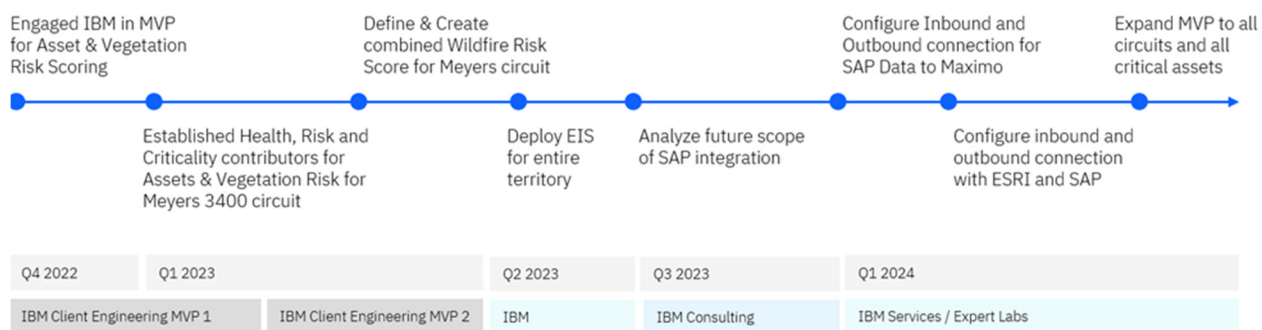 Engaged IBM in MVP
for Asset & Vegetation
Risk Scoring
Define & Create
combined Wildfire Risk
Score for Meyers circuit
Configure Inbound and
Outbound connection for
SAP Data to Maximo
Expand MVP to all
circuits and all
critical assets
Established Health, Risk and
Criticality contributors for
Assets & Vegetation Risk for
Meyers 3400 circuit
Deploy EIS
for entire
territory
Analyze future scope
of SAP integration
Configure inbound and
outbound connection
with ESRI and SAP
Q4 2022
Q1 2023
Q2 2023
Q3 2023
Q1 2024
IBM Client Engineering MVP 1
IBM Client Engineering MVP 2
IBM
IBM Consulting
IBM Services / Expert Labs